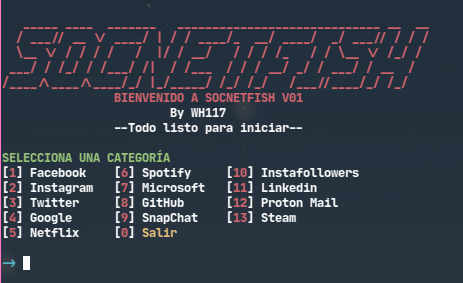 SOCNETFISH
BIENVENIDO A SOCNETFISH V01
By WH117
--Todo listo para iniciar--
SELECCIONA UNA CATEGORÍA
[1] Facebook [6] Spotify [10] Instafollowers
[2] Instagram [7] Microsoft [11] Linkedin
[3] Twitter [8] GitHub [12] Proton Mail
[4] Google [9] SnapChat [13] Steam
[5] Netflix [0] Salir
→